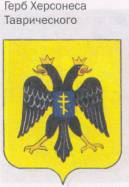 Герб Херсонеса
Таврического